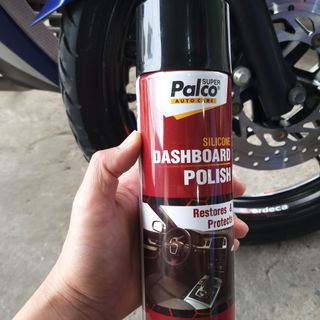 SUPER
Palco
AUTO CARE
SILICONE
DASHBOARD
POLISH
Restores &
Protects